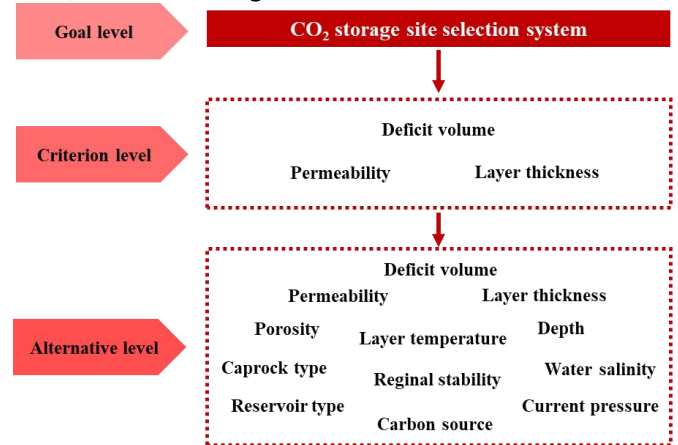 Goal level
CO₂ storage site selection system
Criterion level
Deficit volume
Permeability
Layer thickness
Alternative level
Deficit volume
Permeability
Layer thickness
Porosity
Layer temperature
Depth
Caprock type
Reginal stability
Water salinity
Reservoir type
Carbon source
Current pressure